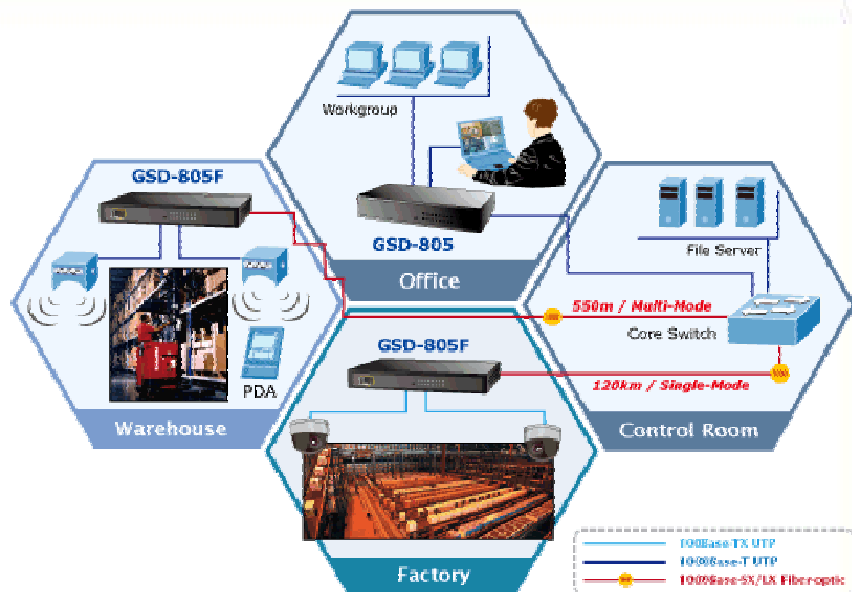 Workgroup
GSD-805
Office
GSD-805F
PDA
Warehouse
File Server
550m / Multi-Mode
Core Switch
120km / Single-Mode
Control Room
GSD-805F
Factory
100Base-TX UTP
1000Base-T UTP
1000Base-SX/LX Fiber-optic